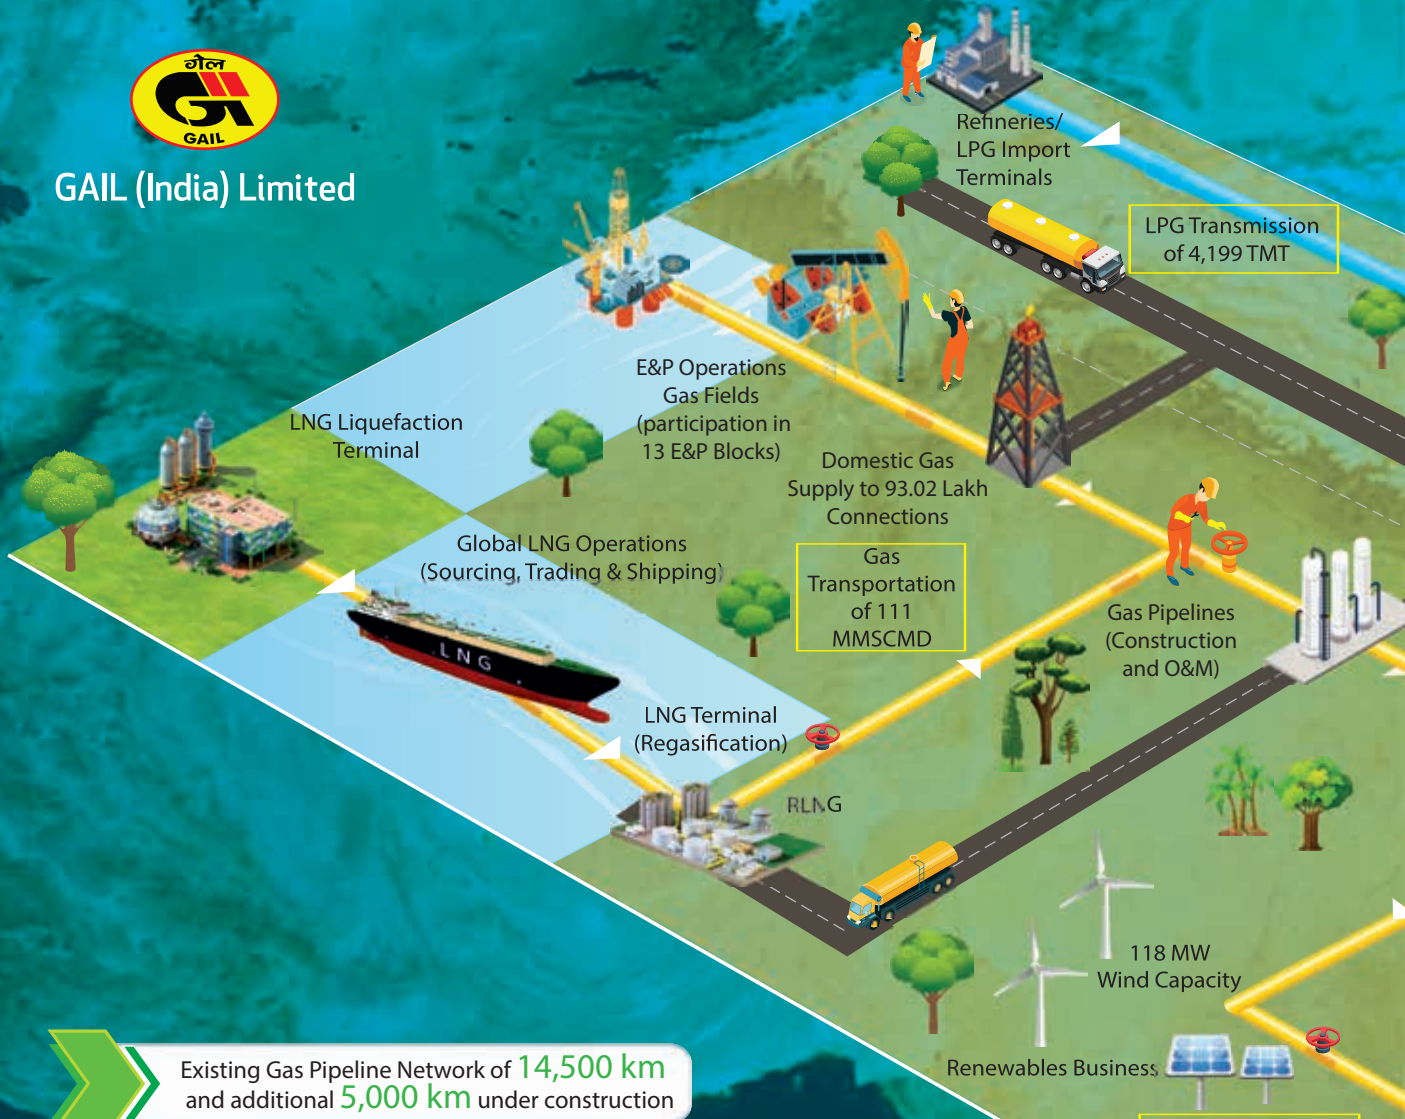 गेल
GAIL
GAIL (India) Limited
Refineries/
LPG Import
Terminals
LPG Transmission
of 4,199 TMT
E&P Operations
Gas Fields
(participation in
13 E&P Blocks)
LNG Liquefaction
Terminal
Domestic Gas
Supply to 93.02 Lakh
Connections
Global LNG Operations
(Sourcing, Trading & Shipping)
Gas
Transportation
of 111
MMSCMD
Gas Pipelines
(Construction
and O&M)
LNG
LNG Terminal
(Regasification)
RLNG
118 MW
Wind Capacity
Renewables Business
Existing Gas Pipeline Network of 14,500 km
and additional 5,000 km under construction